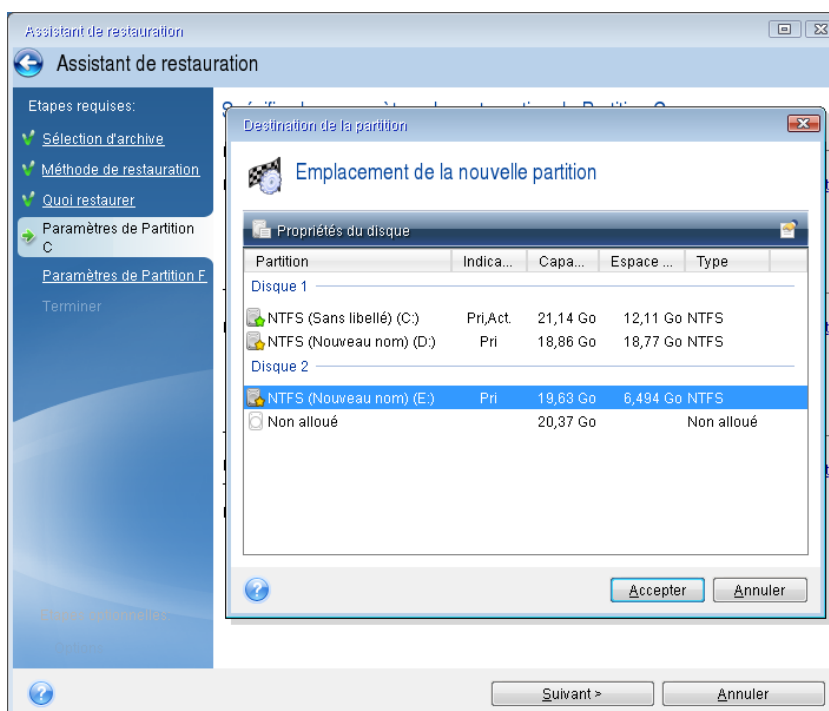 Assistant de restauration
Assistant de restauration
Etapes requises:
Sélection d'archive
Méthode de restauration
Quoi restaurer
Paramètres de Partition
C
Paramètres de Partition F
Terminer
Destination de la partition
Emplacement de la nouvelle partition
Propriétés du disque
Partition Indica... Capa... Espace ... Type
Disque 1
NTFS (Sans libellé) (C:) Pri,Act. 21,14 Go 12,11 Go NTFS
NTFS (Nouveau nom) (D:) Pri 18,86 Go 18,77 Go NTFS
Disque 2
NTFS (Nouveau nom) (E:) Pri 19,63 Go 6,494 Go NTFS
Non alloué 20,37 Go Non alloué
Accepter Annuler
Suivant > Annuler